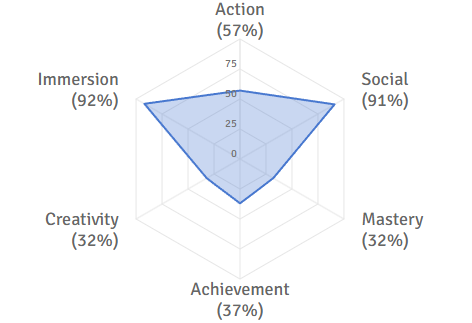 Action
(57%)
75
Immersion
(92%)
Social
(91%)
50
25
0
Creativity
(32%)
Mastery
(32%)
Achievement
(37%)